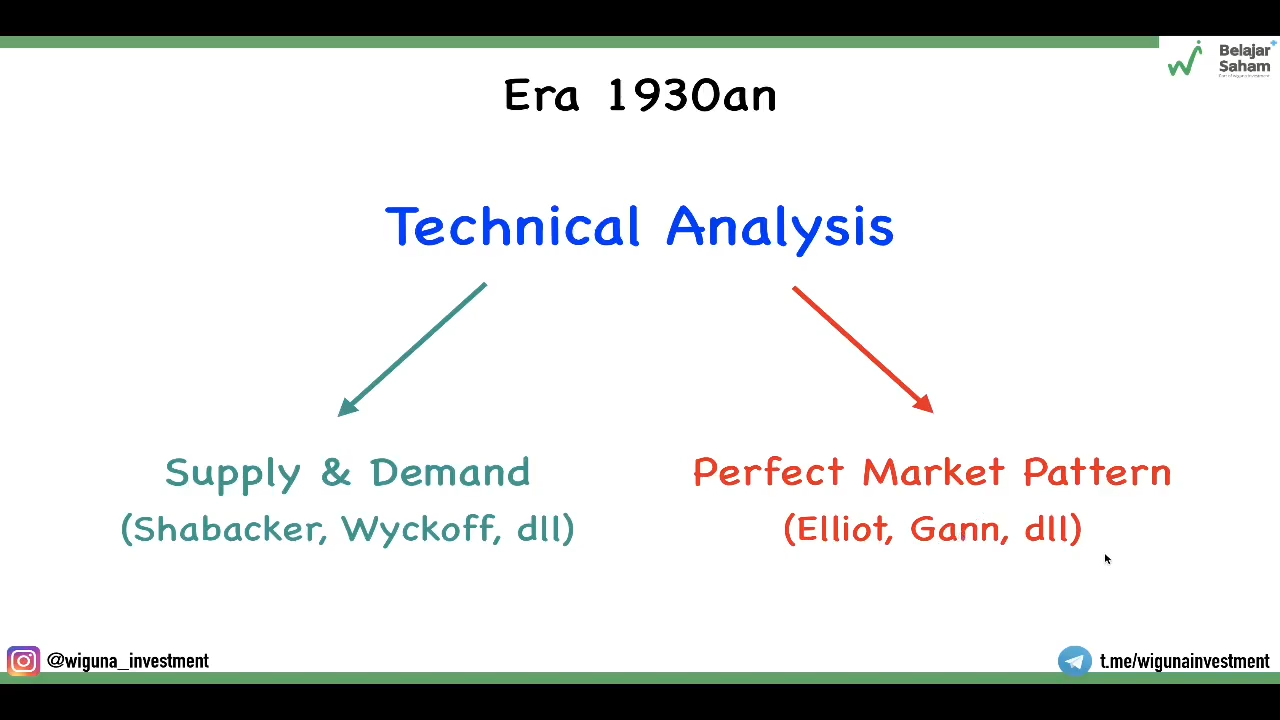 Belajar
Saham
Era 1930an
Technical Analysis
Supply & Demand
(Shabacker, Wyckoff, dll)
Perfect Market Pattern
(Elliot, Gann, dll)
@wiguna_investment
t.me/wigunainvestment